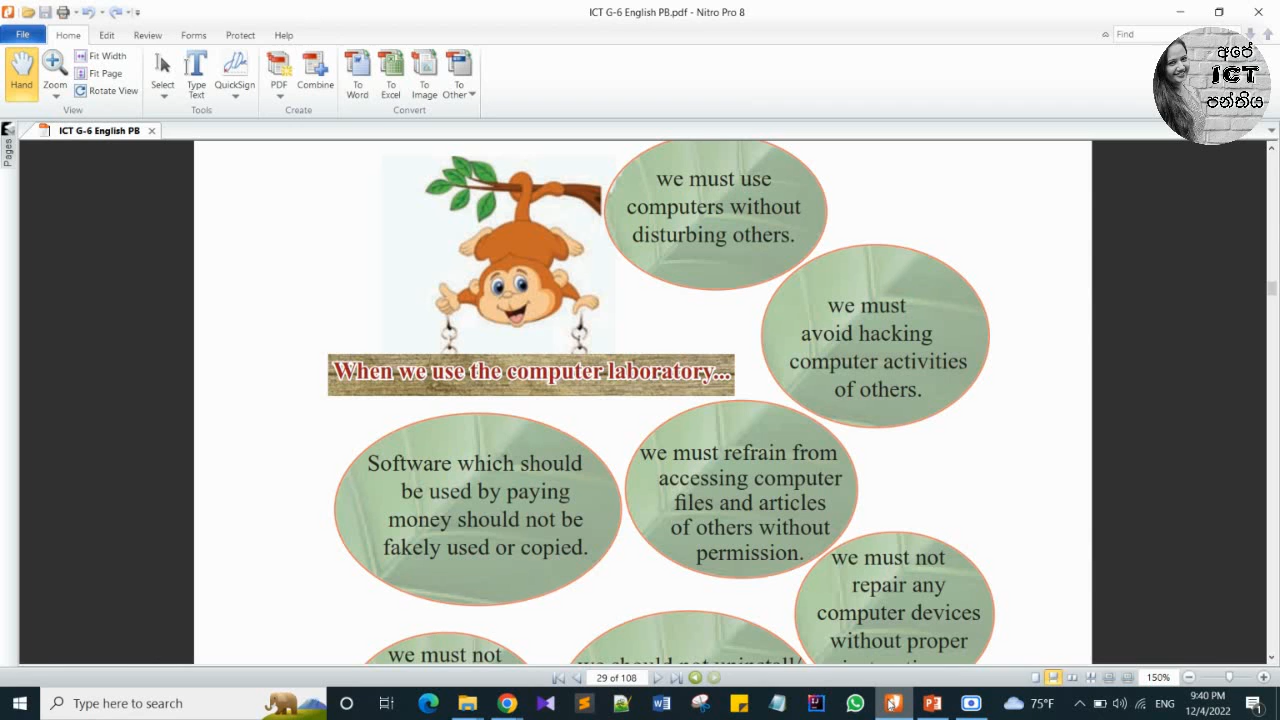 ICT G-6 English PB.pdf - Nitro Pro 8
File Home Edit Review Forms Protect Help
Find
Hand
Zoom
Fit Width
Fit Page
Rotate View
View
Select
Type Text
QuickSign
Tools
PDF
Combine
Create
To Word
To Excel
To Image
To Other
Convert
අපේ
ICT
පන්තිය
ICT G-6 English PB
Pages
we must use
computers without
disturbing others.
we must
avoid hacking
computer activities
of others.
When we use the computer laboratory...
Software which should
be used by paying
money should not be
fakely used or copied.
we must refrain from
accessing computer
files and articles
of others without
permission.
we must not
repair any
computer devices
without proper
we must not
we should not uninstall/
29 of 108
150%
Type here to search
75°F
ENG
9:40 PM
12/4/2022